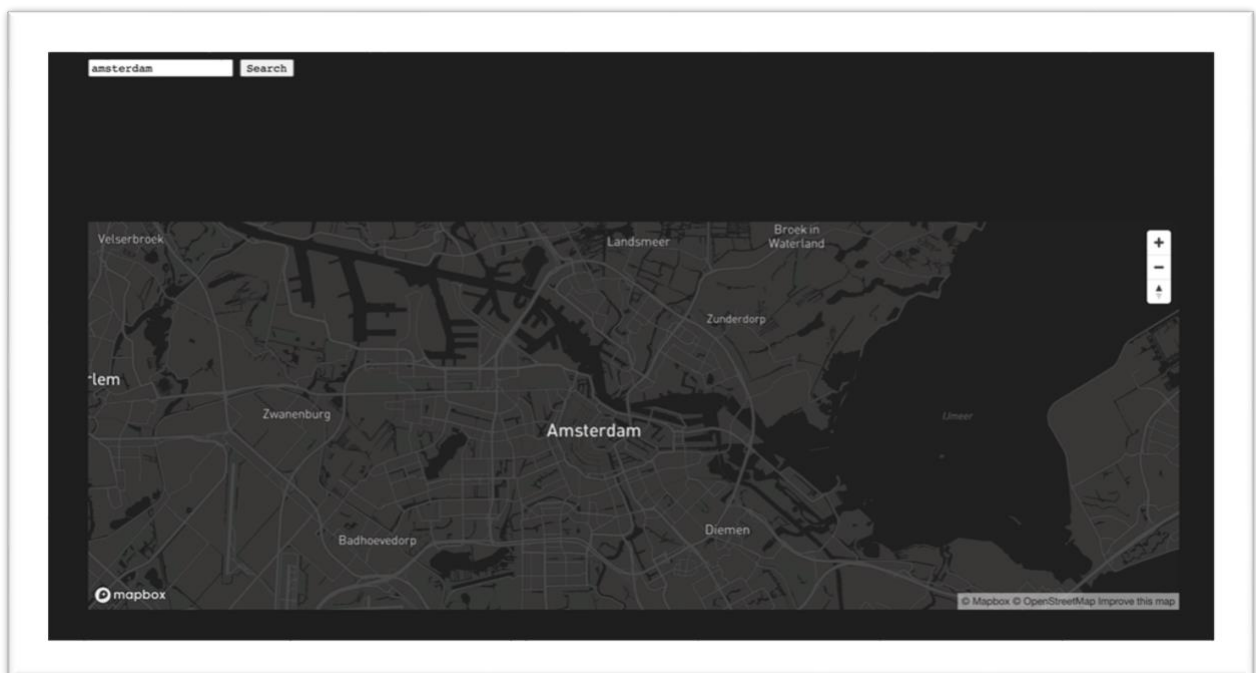 amsterdam Search
Velserbroek
Landsmeer
Broek in
Waterland
+
−
Zunderdorp
rlem
Zwanenburg
Amsterdam
IJmeer
Diemen
Badhoevedorp
mapbox
© Mapbox © OpenStreetMap Improve this map